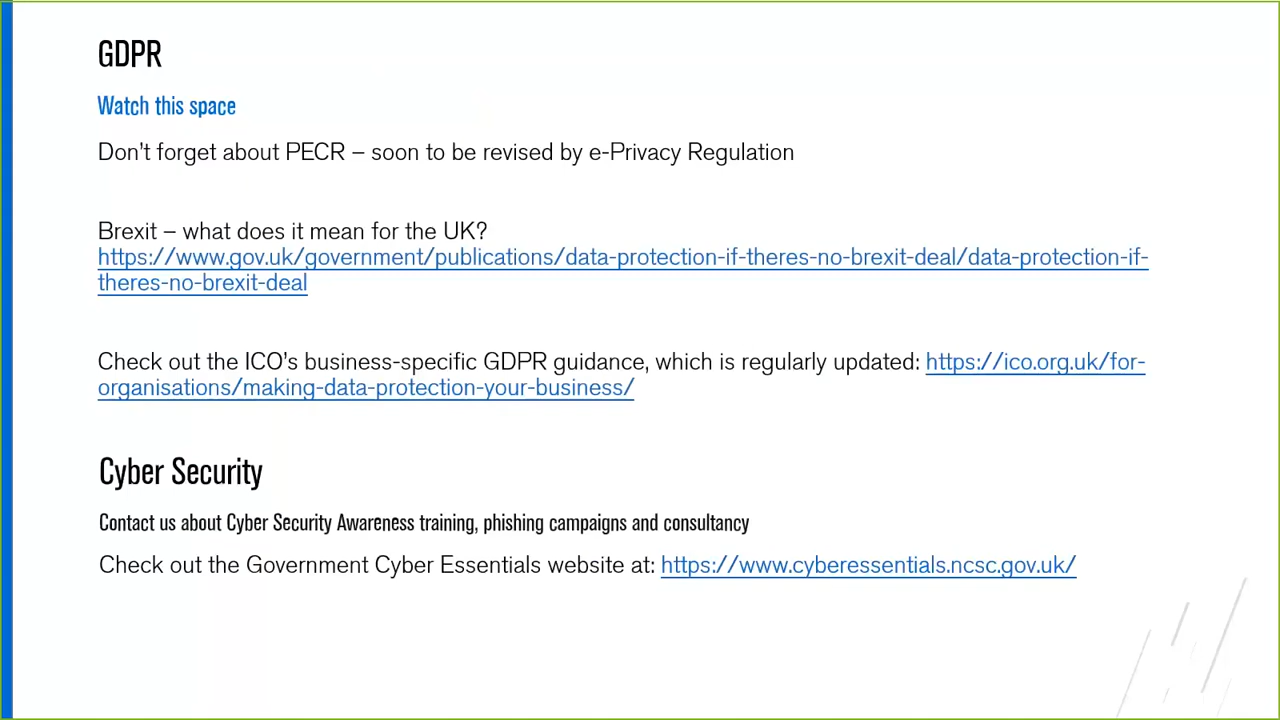 GDPR
Watch this space
Don't forget about PECR – soon to be revised by e-Privacy Regulation
Brexit – what does it mean for the UK?
https://www.gov.uk/government/publications/data-protection-if-theres-no-brexit-deal/data-protection-if-
theres-no-brexit-deal
Check out the ICO's business-specific GDPR guidance, which is regularly updated: https://ico.org.uk/for-
organisations/making-data-protection-your-business/
Cyber Security
Contact us about Cyber Security Awareness training, phishing campaigns and consultancy
Check out the Government Cyber Essentials website at: https://www.cyberessentials.ncsc.gov.uk/